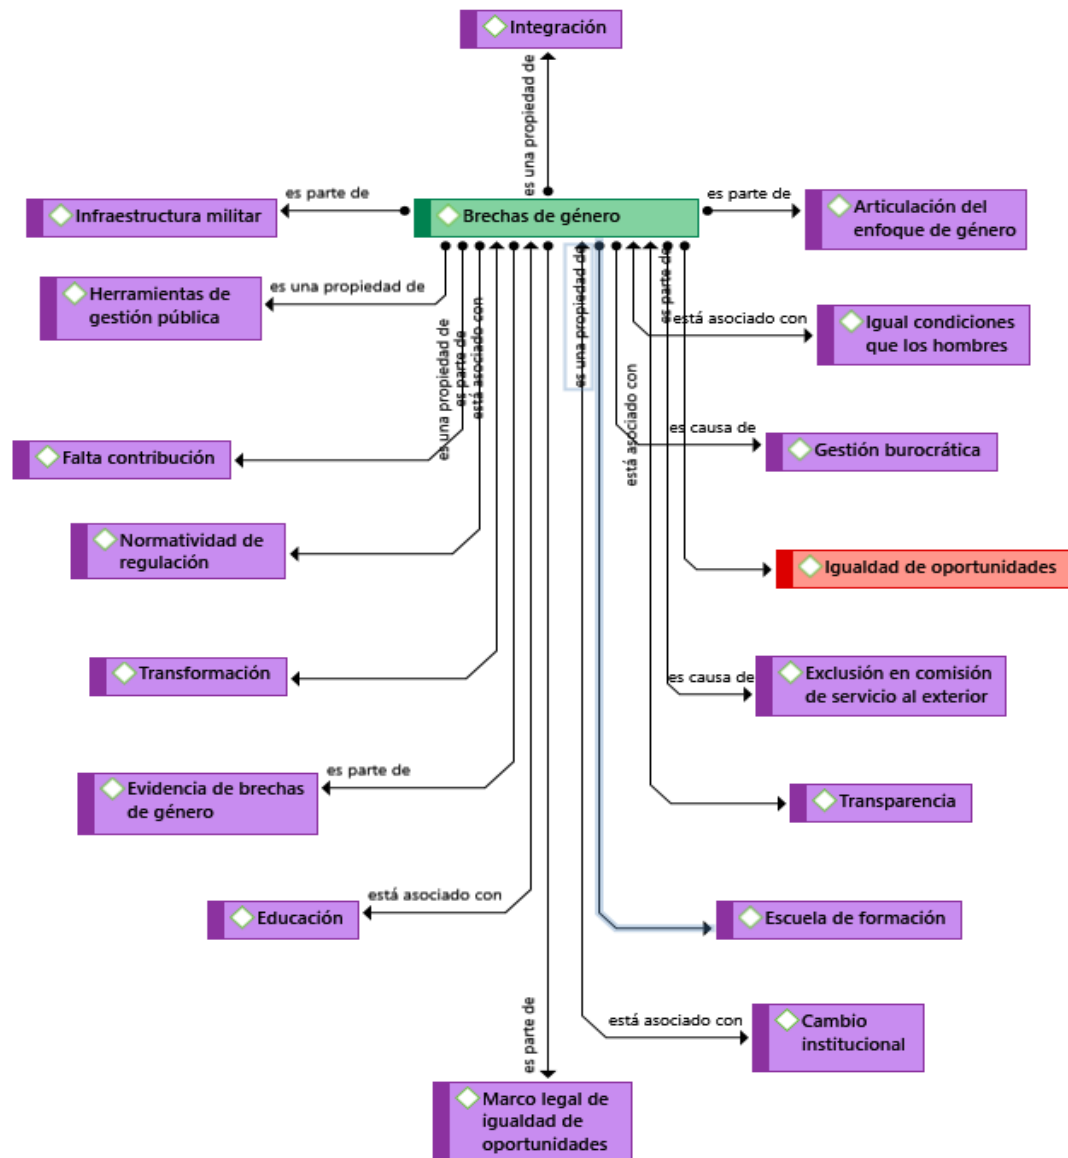 Integración
es una propiedad de
es parte de
Infraestructura militar
Brechas de género
es parte de
Articulación del
enfoque de género
Herramientas de
gestión pública
es una propiedad de
es una propiedad de
es parte de
está asociado con
es una propiedad de
es parte de
está asociado con
Igual condiciones
que los hombres
está asociado con
es causa de
Gestión burocrática
Falta contribución
Normatividad de
regulación
Igualdad de oportunidades
Transformación
es causa de
Exclusión en comisión
de servicio al exterior
es parte de
Evidencia de brechas
de género
Transparencia
está asociado con
Educación
Escuela de formación
es parte de
está asociado con
Cambio
institucional
Marco legal de
igualdad de
oportunidades